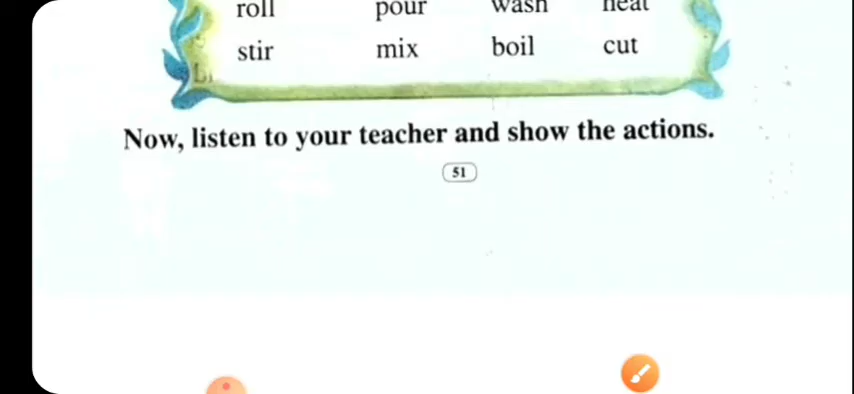 roll pour wash heat
stir mix boil cut
Now, listen to your teacher and show the actions.
51